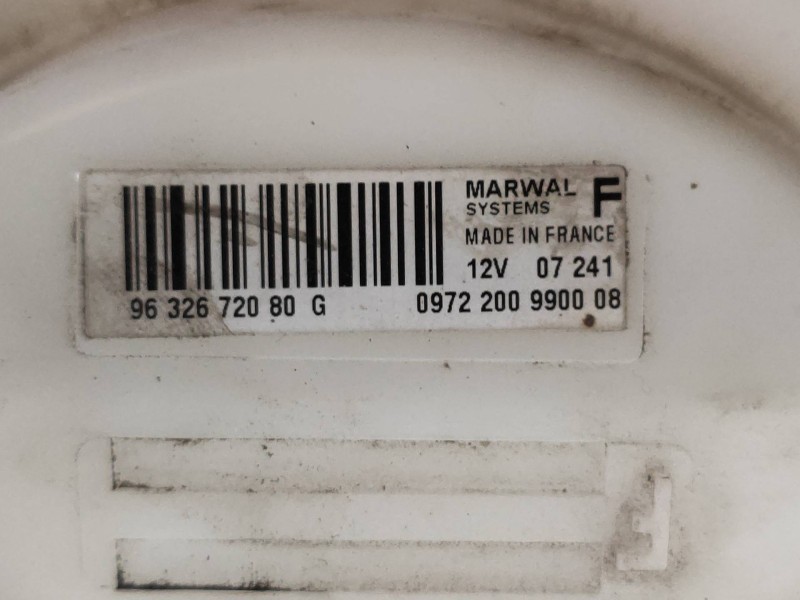 MARWAL F
SYSTEMS
MADE IN FRANCE
12V 07 241
96 326 720 80 G 0972 200 9900 08
F